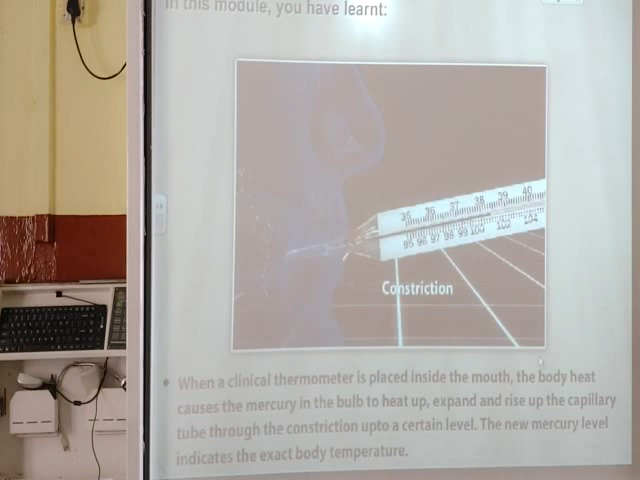 In this module, you have learnt:
35 36 37 38 39 40
95 96 97 98 99 100 102 104
Constriction
• When a clinical thermometer is placed inside the mouth, the body heat
causes the mercury in the bulb to heat up, expand and rise up the capillary
tube through the constriction upto a certain level. The new mercury level
indicates the exact body temperature.